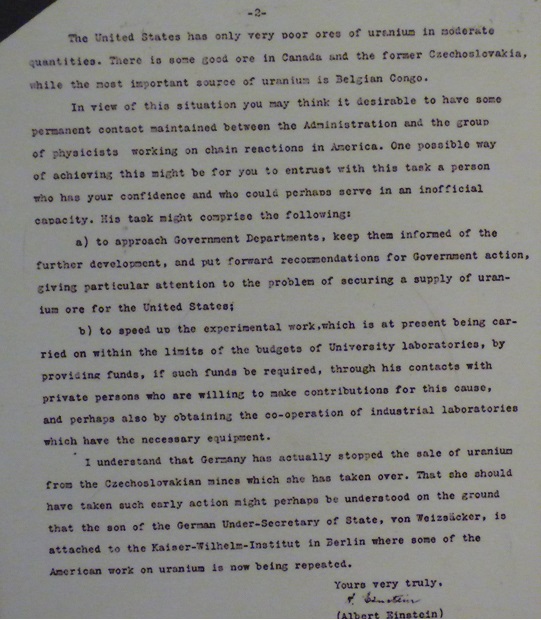 -2-
The United States has only very poor ores of uranium in moderate
quantities. There is some good ore in Canada and the former Czechoslovakia,
while the most important source of uranium is Belgian Congo.
In view of this situation you may think it desirable to have some
permanent contact maintained between the Administration and the group
of physicists working on chain reactions in America. One possible way
of achieving this might be for you to entrust with this task a person
who has your confidence and who could perhaps serve in an inofficial
capacity. His task might comprise the following:
a) to approach Government Departments, keep them informed of the
further development, and put forward recommendations for Government action,
giving particular attention to the problem of securing a supply of uran-
ium ore for the United States;
b) to speed up the experimental work,which is at present being car-
ried on within the limits of the budgets of University laboratories, by
providing funds, if such funds be required, through his contacts with
private persons who are willing to make contributions for this cause,
and perhaps also by obtaining the co-operation of industrial laboratories
which have the necessary equipment.
I understand that Germany has actually stopped the sale of uranium
from the Czechoslovakian mines which she has taken over. That she should
have taken such early action might perhaps be understood on the ground
that the son of the German Under-Secretary of State, von Weizsäcker, is
attached to the Kaiser-Wilhelm-Institut in Berlin where some of the
American work on uranium is now being repeated.
Yours very truly,
A. Einstein
(Albert Einstein)